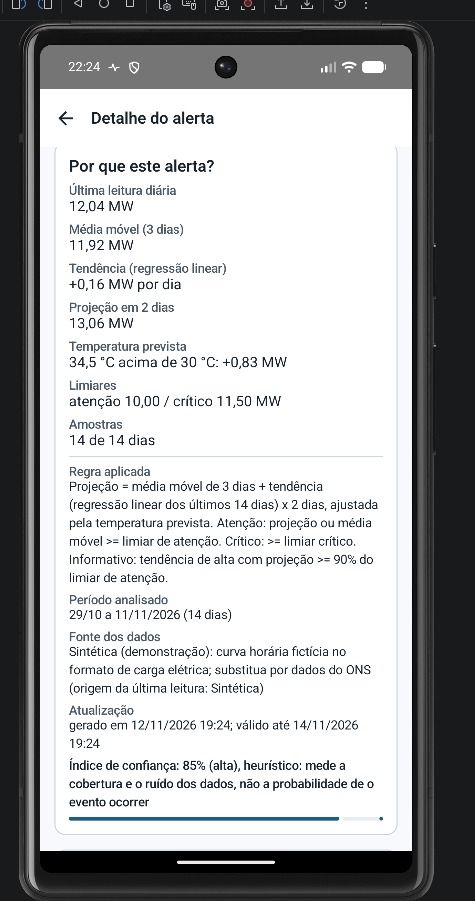 22:24
Detalhe do alerta
Por que este alerta?
Última leitura diária
12,04 MW
Média móvel (3 dias)
11,92 MW
Tendência (regressão linear)
+0,16 MW por dia
Projeção em 2 dias
13,06 MW
Temperatura prevista
34,5 °C acima de 30 °C: +0,83 MW
Limiares
atenção 10,00 / crítico 11,50 MW
Amostras
14 de 14 dias
Regra aplicada
Projeção = média móvel de 3 dias + tendência
(regressão linear dos últimos 14 dias) x 2 dias, ajustada
pela temperatura prevista. Atenção: projeção ou média
móvel >= limiar de atenção. Crítico: >= limiar crítico.
Informativo: tendência de alta com projeção >= 90% do
limiar de atenção.
Período analisado
29/10 a 11/11/2026 (14 dias)
Fonte dos dados
Sintética (demonstração): curva horária fictícia no
formato de carga elétrica; substitua por dados do ONS
(origem da última leitura: Sintética)
Atualização
gerado em 12/11/2026 19:24; válido até 14/11/2026
19:24
Índice de confiança: 85% (alta), heurístico: mede a
cobertura e o ruído dos dados, não a probabilidade de o
evento ocorrer